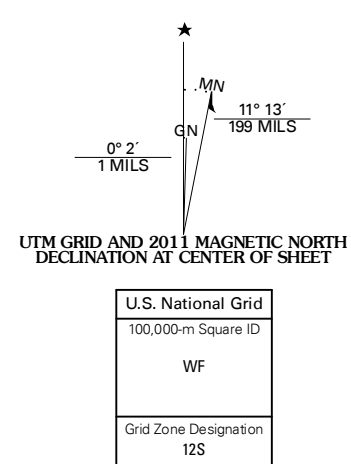 MN
11° 13´
199 MILS
GN
0° 2´
1 MILS
UTM GRID AND 2011 MAGNETIC NORTH
DECLINATION AT CENTER OF SHEET
U.S. National Grid
100,000-m Square ID
WF
Grid Zone Designation
12S